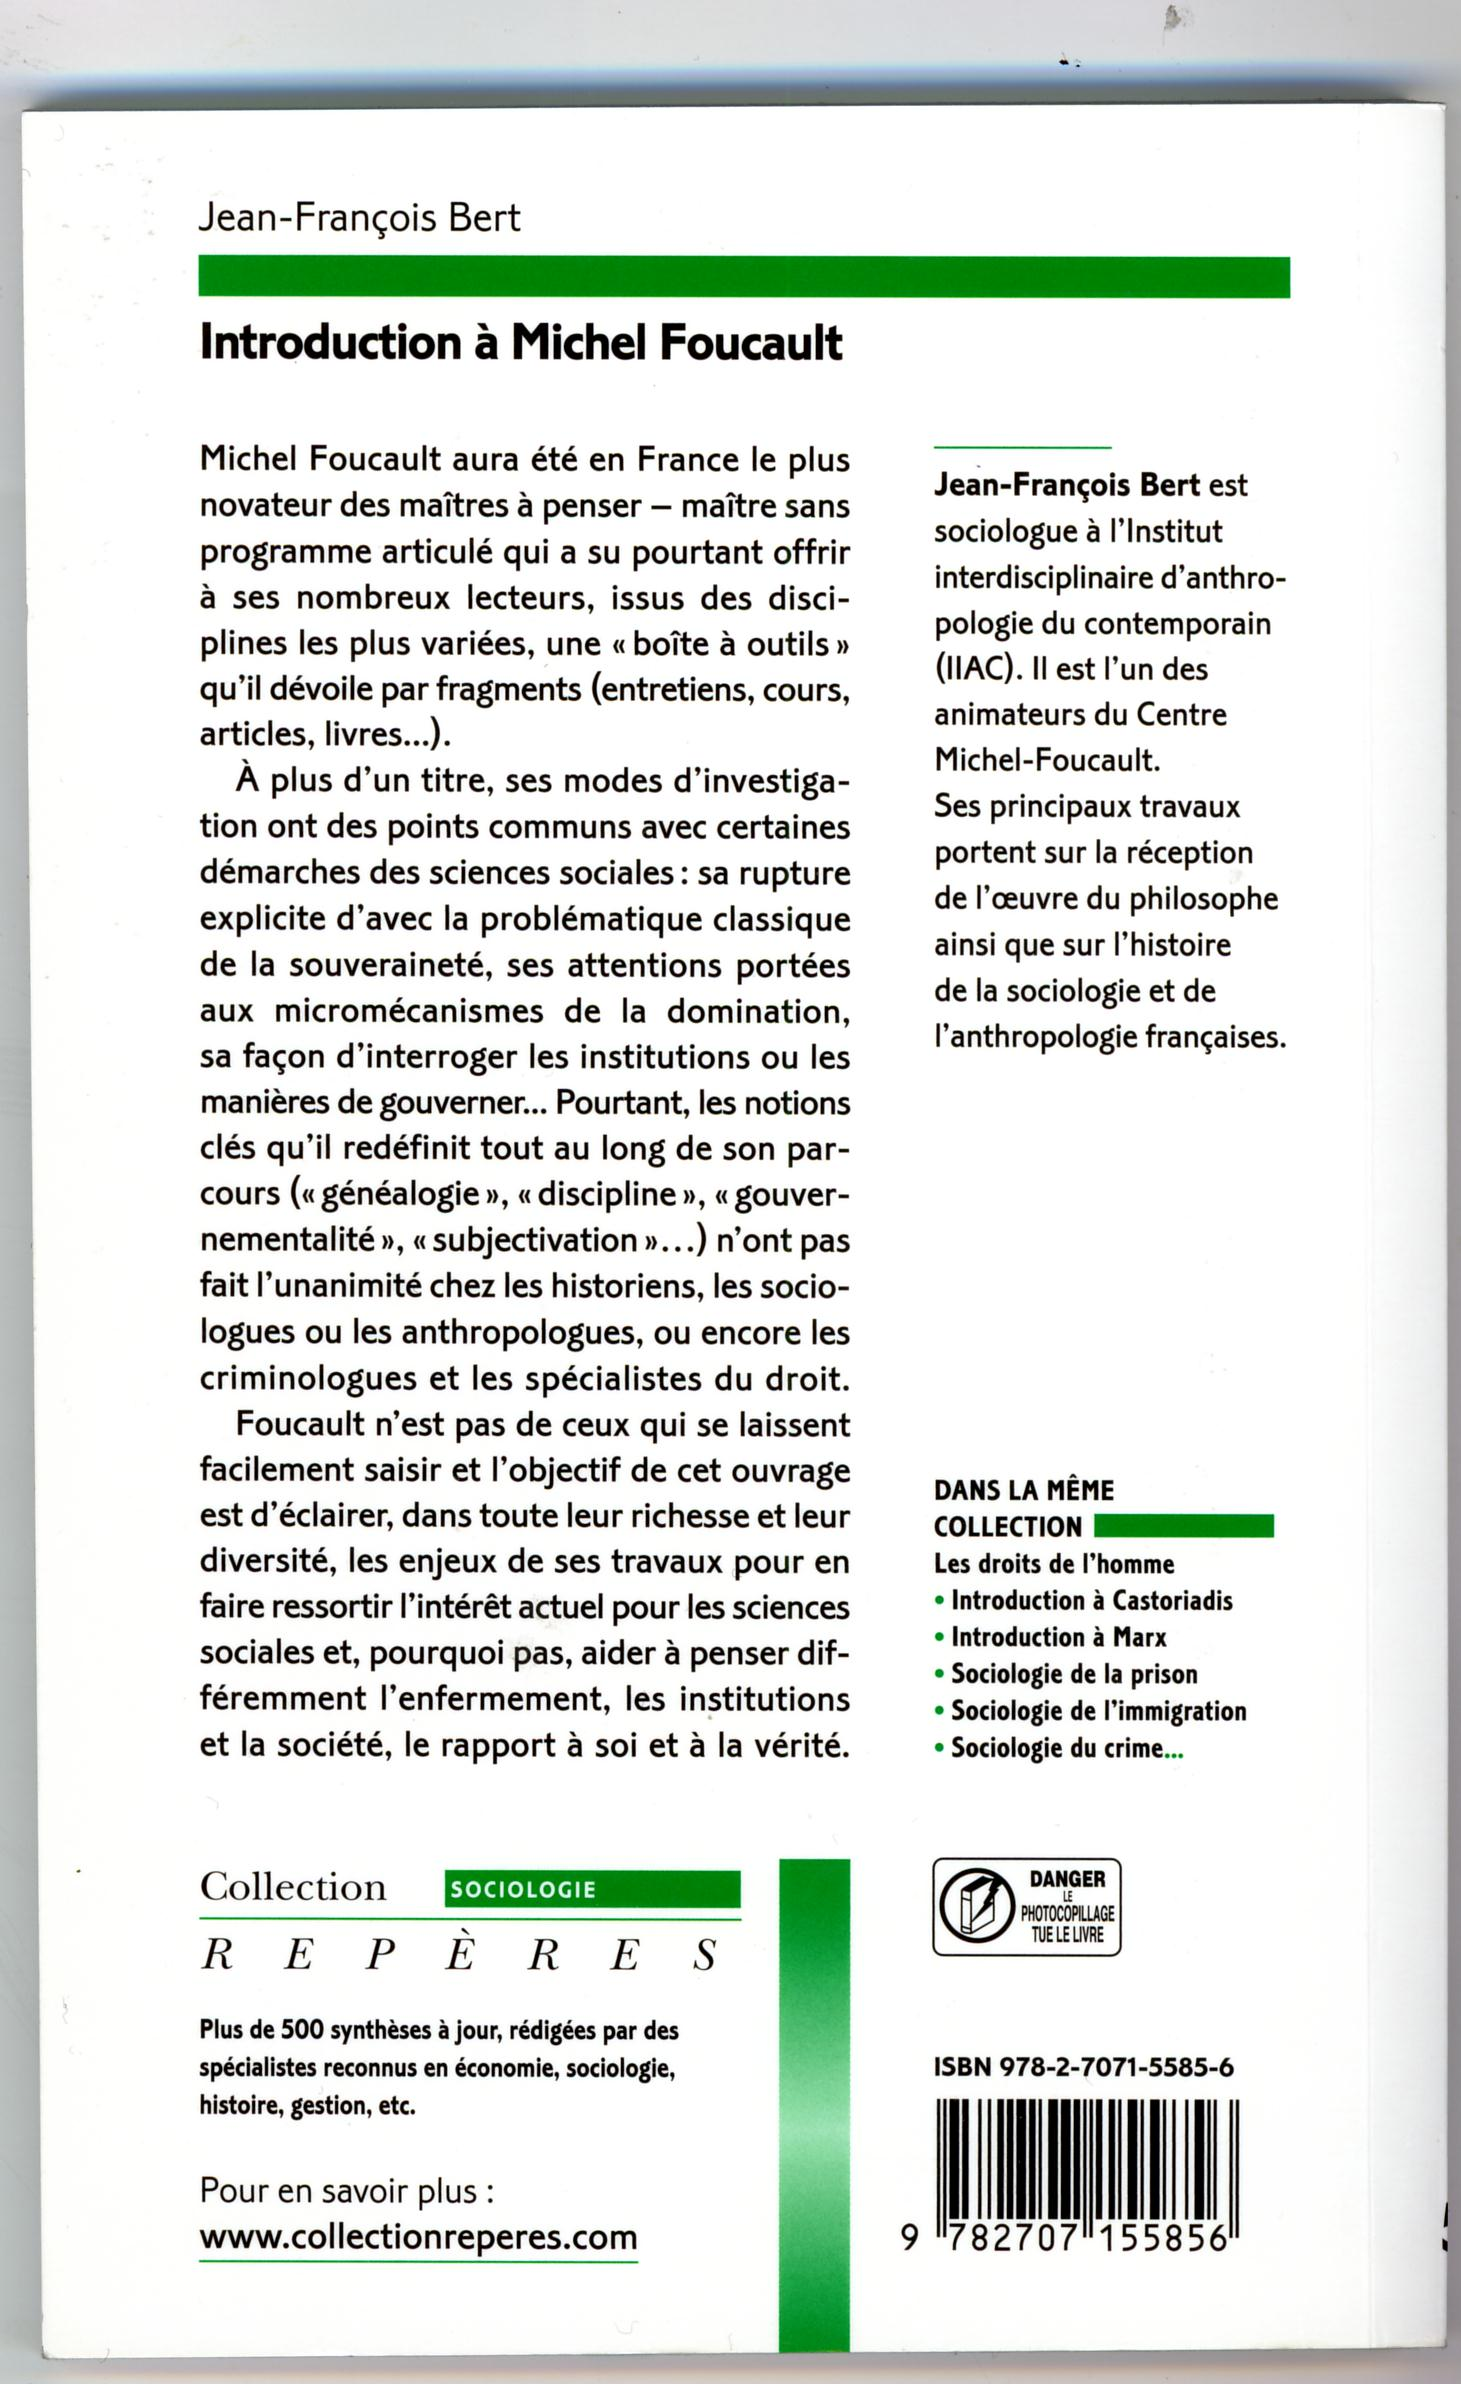 Jean-François Bert
Introduction à Michel Foucault
Michel Foucault aura été en France le plus
novateur des maîtres à penser – maître sans
programme articulé qui a su pourtant offrir
à ses nombreux lecteurs, issus des disci-
plines les plus variées, une « boîte à outils »
qu'il dévoile par fragments (entretiens, cours,
articles, livres...).
À plus d'un titre, ses modes d'investiga-
tion ont des points communs avec certaines
démarches des sciences sociales : sa rupture
explicite d'avec la problématique classique
de la souveraineté, ses attentions portées
aux micromécanismes de la domination,
sa façon d'interroger les institutions ou les
manières de gouverner... Pourtant, les notions
clés qu'il redéfinit tout au long de son par-
cours (« généalogie », « discipline », « gouver-
nementalité », « subjectivation »...) n'ont pas
fait l'unanimité chez les historiens, les socio-
logues ou les anthropologues, ou encore les
criminologues et les spécialistes du droit.
Foucault n'est pas de ceux qui se laissent
facilement saisir et l'objectif de cet ouvrage
est d'éclairer, dans toute leur richesse et leur
diversité, les enjeux de ses travaux pour en
faire ressortir l'intérêt actuel pour les sciences
sociales et, pourquoi pas, aider à penser dif-
féremment l'enfermement, les institutions
et la société, le rapport à soi et à la vérité.
Jean-François Bert est
sociologue à l'Institut
interdisciplinaire d'anthro-
pologie du contemporain
(IIAC). Il est l'un des
animateurs du Centre
Michel-Foucault.
Ses principaux travaux
portent sur la réception
de l'œuvre du philosophe
ainsi que sur l'histoire
de la sociologie et de
l'anthropologie françaises.
DANS LA MÊME
COLLECTION
Les droits de l'homme
• Introduction à Castoriadis
• Introduction à Marx
• Sociologie de la prison
• Sociologie de l'immigration
• Sociologie du crime...
Collection SOCIOLOGIE
R E P È R E S
Plus de 500 synthèses à jour, rédigées par des
spécialistes reconnus en économie, sociologie,
histoire, gestion, etc.
Pour en savoir plus :
www.collectionreperes.com
DANGER
LE
PHOTOCOPILLAGE
TUE LE LIVRE
ISBN 978-2-7071-5585-6
9 782707 155856